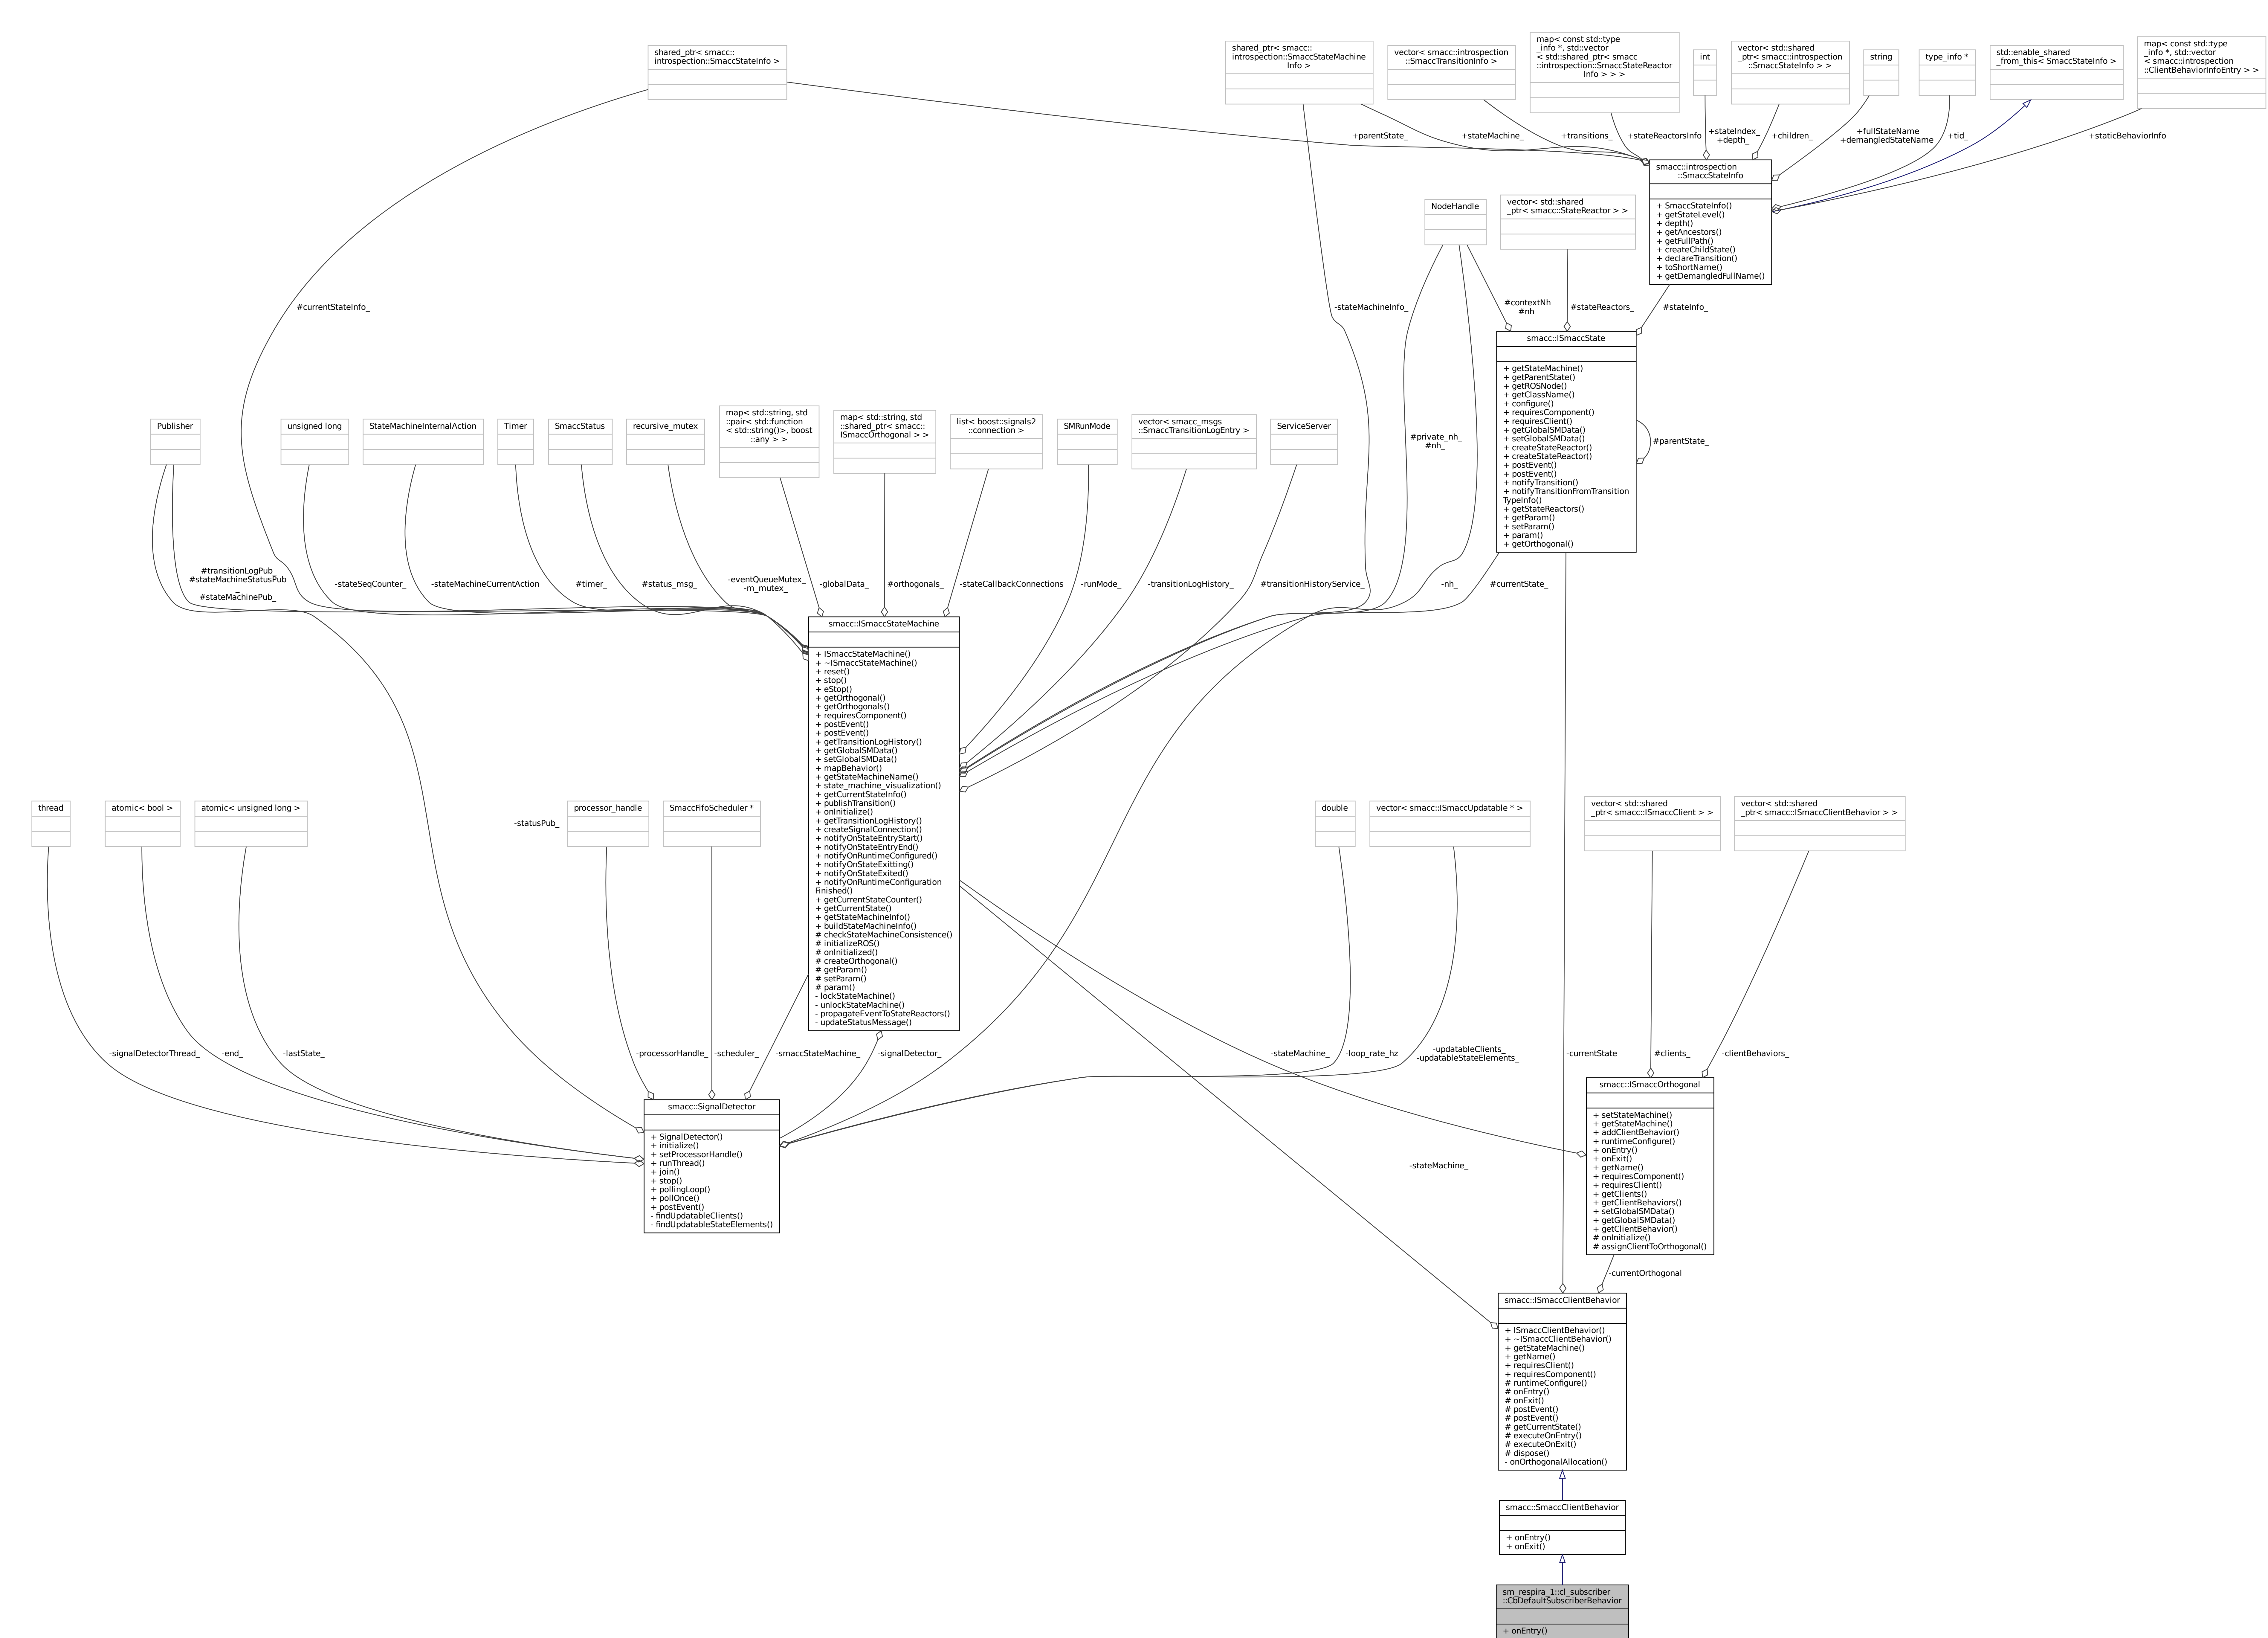 shared_ptr< smacc::
introspection::SmaccStateInfo >
shared_ptr< smacc::
introspection::SmaccStateMachine
Info >
vector< smacc::introspection
::SmaccTransitionInfo >
map< const std::type
_info *, std::vector
< std::shared_ptr< smacc
::introspection::SmaccStateReactor
Info > > >
int
vector< std::shared
_ptr< smacc::introspection
::SmaccStateInfo > >
string
type_info *
std::enable_shared
_from_this< SmaccStateInfo >
map< const std::type
_info *, std::vector
< smacc::introspection
::ClientBehaviorInfoEntry > >
+parentState_
+stateMachine_
+transitions_
+stateReactorsInfo
+stateIndex_
+depth_
+children_
+fullStateName
+demangledStateName
+tid_
+staticBehaviorInfo
smacc::introspection
::SmaccStateInfo
+ SmaccStateInfo()
+ getStateLevel()
+ depth()
+ getAncestors()
+ getFullPath()
+ createChildState()
+ declareTransition()
+ toShortName()
+ getDemangledFullName()
NodeHandle
vector< std::shared
_ptr< smacc::StateReactor > >
#currentStateInfo_
-stateMachineInfo_
#contextNh
#nh
#stateReactors_
#stateInfo_
smacc::ISmaccState
+ getStateMachine()
+ getParentState()
+ getROSNode()
+ getClassName()
+ configure()
+ requiresComponent()
+ requiresClient()
+ getGlobalSMData()
+ setGlobalSMData()
+ createStateReactor()
+ createStateReactor()
+ postEvent()
+ postEvent()
+ notifyTransition()
+ notifyTransitionFromTransition
TypeInfo()
+ getStateReactors()
+ getParam()
+ setParam()
+ param()
+ getOrthogonal()
#parentState_
Publisher
unsigned long
StateMachineInternalAction
Timer
SmaccStatus
recursive_mutex
map< std::string, std
::pair< std::function
< std::string()>, boost
::any > >
map< std::string, std
::shared_ptr< smacc::
ISmaccOrthogonal > >
list< boost::signals2
::connection >
SMRunMode
vector< smacc_msgs
::SmaccTransitionLogEntry >
ServiceServer
#private_nh_
#nh_
#transitionLogPub_
#stateMachineStatusPub
_
#stateMachinePub_
-stateSeqCounter_
-stateMachineCurrentAction
#timer_
#status_msg_
-eventQueueMutex_
-m_mutex_
-globalData_
#orthogonals_
-stateCallbackConnections
-runMode_
-transitionLogHistory_
#transitionHistoryService_
-nh_
#currentState_
smacc::ISmaccStateMachine
+ ISmaccStateMachine()
+ ~ISmaccStateMachine()
+ reset()
+ stop()
+ eStop()
+ getOrthogonal()
+ getOrthogonals()
+ requiresComponent()
+ postEvent()
+ postEvent()
+ getTransitionLogHistory()
+ getGlobalSMData()
+ setGlobalSMData()
+ mapBehavior()
+ getStateMachineName()
+ state_machine_visualization()
+ getCurrentStateInfo()
+ publishTransition()
+ onInitialize()
+ getTransitionLogHistory()
+ createSignalConnection()
+ notifyOnStateEntryStart()
+ notifyOnStateEntryEnd()
+ notifyOnRuntimeConfigured()
+ notifyOnStateExitting()
+ notifyOnStateExited()
+ notifyOnRuntimeConfiguration
Finished()
+ getCurrentStateCounter()
+ getCurrentState()
+ getStateMachineInfo()
+ buildStateMachineInfo()
# checkStateMachineConsistence()
# initializeROS()
# onInitialized()
# createOrthogonal()
# getParam()
# setParam()
# param()
- lockStateMachine()
- unlockStateMachine()
- propagateEventToStateReactors()
- updateStatusMessage()
thread
atomic< bool >
atomic< unsigned long >
-statusPub_
processor_handle
SmaccFifoScheduler *
double
vector< smacc::ISmaccUpdatable * >
vector< std::shared
_ptr< smacc::ISmaccClient > >
vector< std::shared
_ptr< smacc::ISmaccClientBehavior > >
-signalDetectorThread_
-end_
-lastState_
-processorHandle_
-scheduler_
-smaccStateMachine_
-signalDetector_
-stateMachine_
-loop_rate_hz
-updatableClients_
-updatableStateElements_
-currentState
#clients_
-clientBehaviors_
smacc::SignalDetector
+ SignalDetector()
+ initialize()
+ setProcessorHandle()
+ runThread()
+ join()
+ stop()
+ pollingLoop()
+ pollOnce()
+ postEvent()
- findUpdatableClients()
- findUpdatableStateElements()
-stateMachine_
smacc::ISmaccOrthogonal
+ setStateMachine()
+ getStateMachine()
+ addClientBehavior()
+ runtimeConfigure()
+ onEntry()
+ onExit()
+ getName()
+ requiresComponent()
+ requiresClient()
+ getClients()
+ getClientBehaviors()
+ setGlobalSMData()
+ getGlobalSMData()
+ getClientBehavior()
# onInitialize()
# assignClientToOrthogonal()
-currentOrthogonal
smacc::ISmaccClientBehavior
+ ISmaccClientBehavior()
+ ~ISmaccClientBehavior()
+ getStateMachine()
+ getName()
+ requiresClient()
+ requiresComponent()
# runtimeConfigure()
# onEntry()
# onExit()
# postEvent()
# postEvent()
# getCurrentState()
# executeOnEntry()
# executeOnExit()
# dispose()
- onOrthogonalAllocation()
smacc::SmaccClientBehavior
+ onEntry()
+ onExit()
sm_respira_1::cl_subscriber
::CbDefaultSubscriberBehavior
+ onEntry()